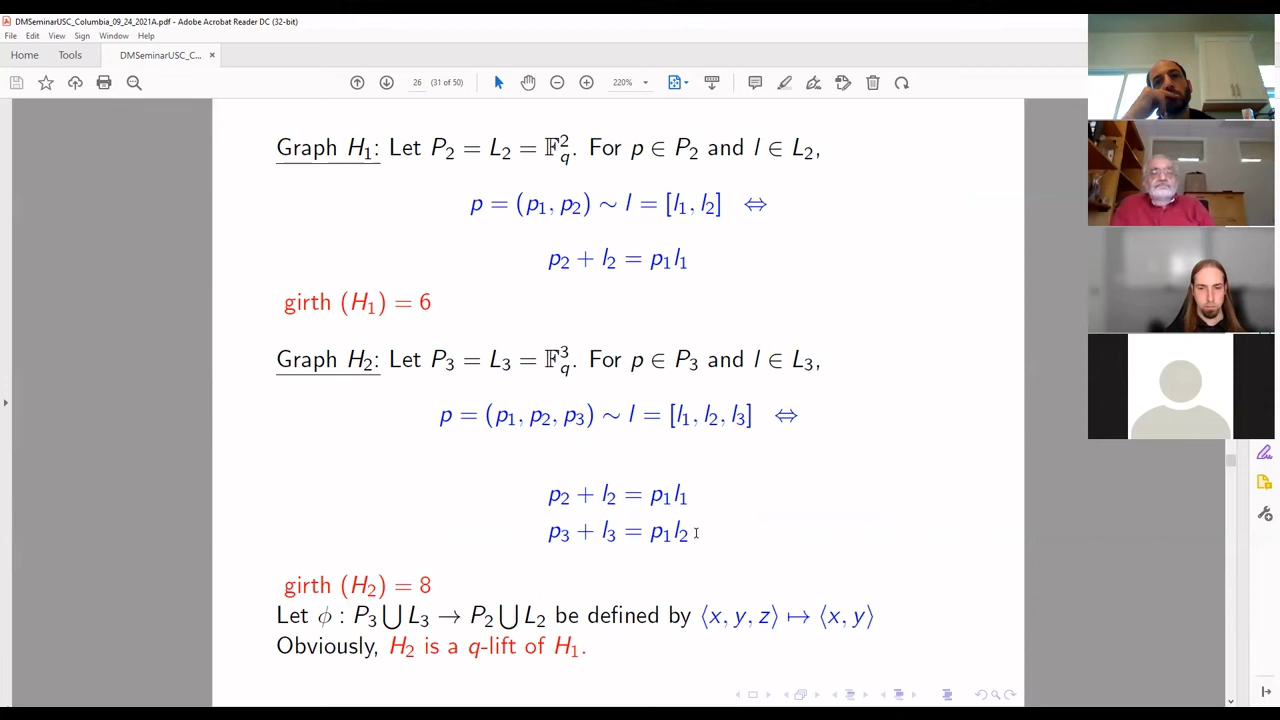 DMSeminarUSC_Columbia_09_24_2021A.pdf - Adobe Acrobat Reader DC (32-bit)
File Edit View Sign Window Help
Home Tools DMSeminarUSC_C... ×
26 (31 of 50) 220%
Graph H₁: Let P₂ = L₂ = 𝔽²_q. For p ∈ P₂ and l ∈ L₂,
p = (p₁, p₂) ∼ l = [l₁, l₂] ⇔
p₂ + l₂ = p₁l₁
girth (H₁) = 6
Graph H₂: Let P₃ = L₃ = 𝔽³_q. For p ∈ P₃ and l ∈ L₃,
p = (p₁, p₂, p₃) ∼ l = [l₁, l₂, l₃] ⇔
p₂ + l₂ = p₁l₁
p₃ + l₃ = p₁l₂
girth (H₂) = 8
Let ϕ : P₃ ⋃ L₃ → P₂ ⋃ L₂ be defined by ⟨x, y, z⟩ ↦ ⟨x, y⟩
Obviously, H₂ is a q-lift of H₁.